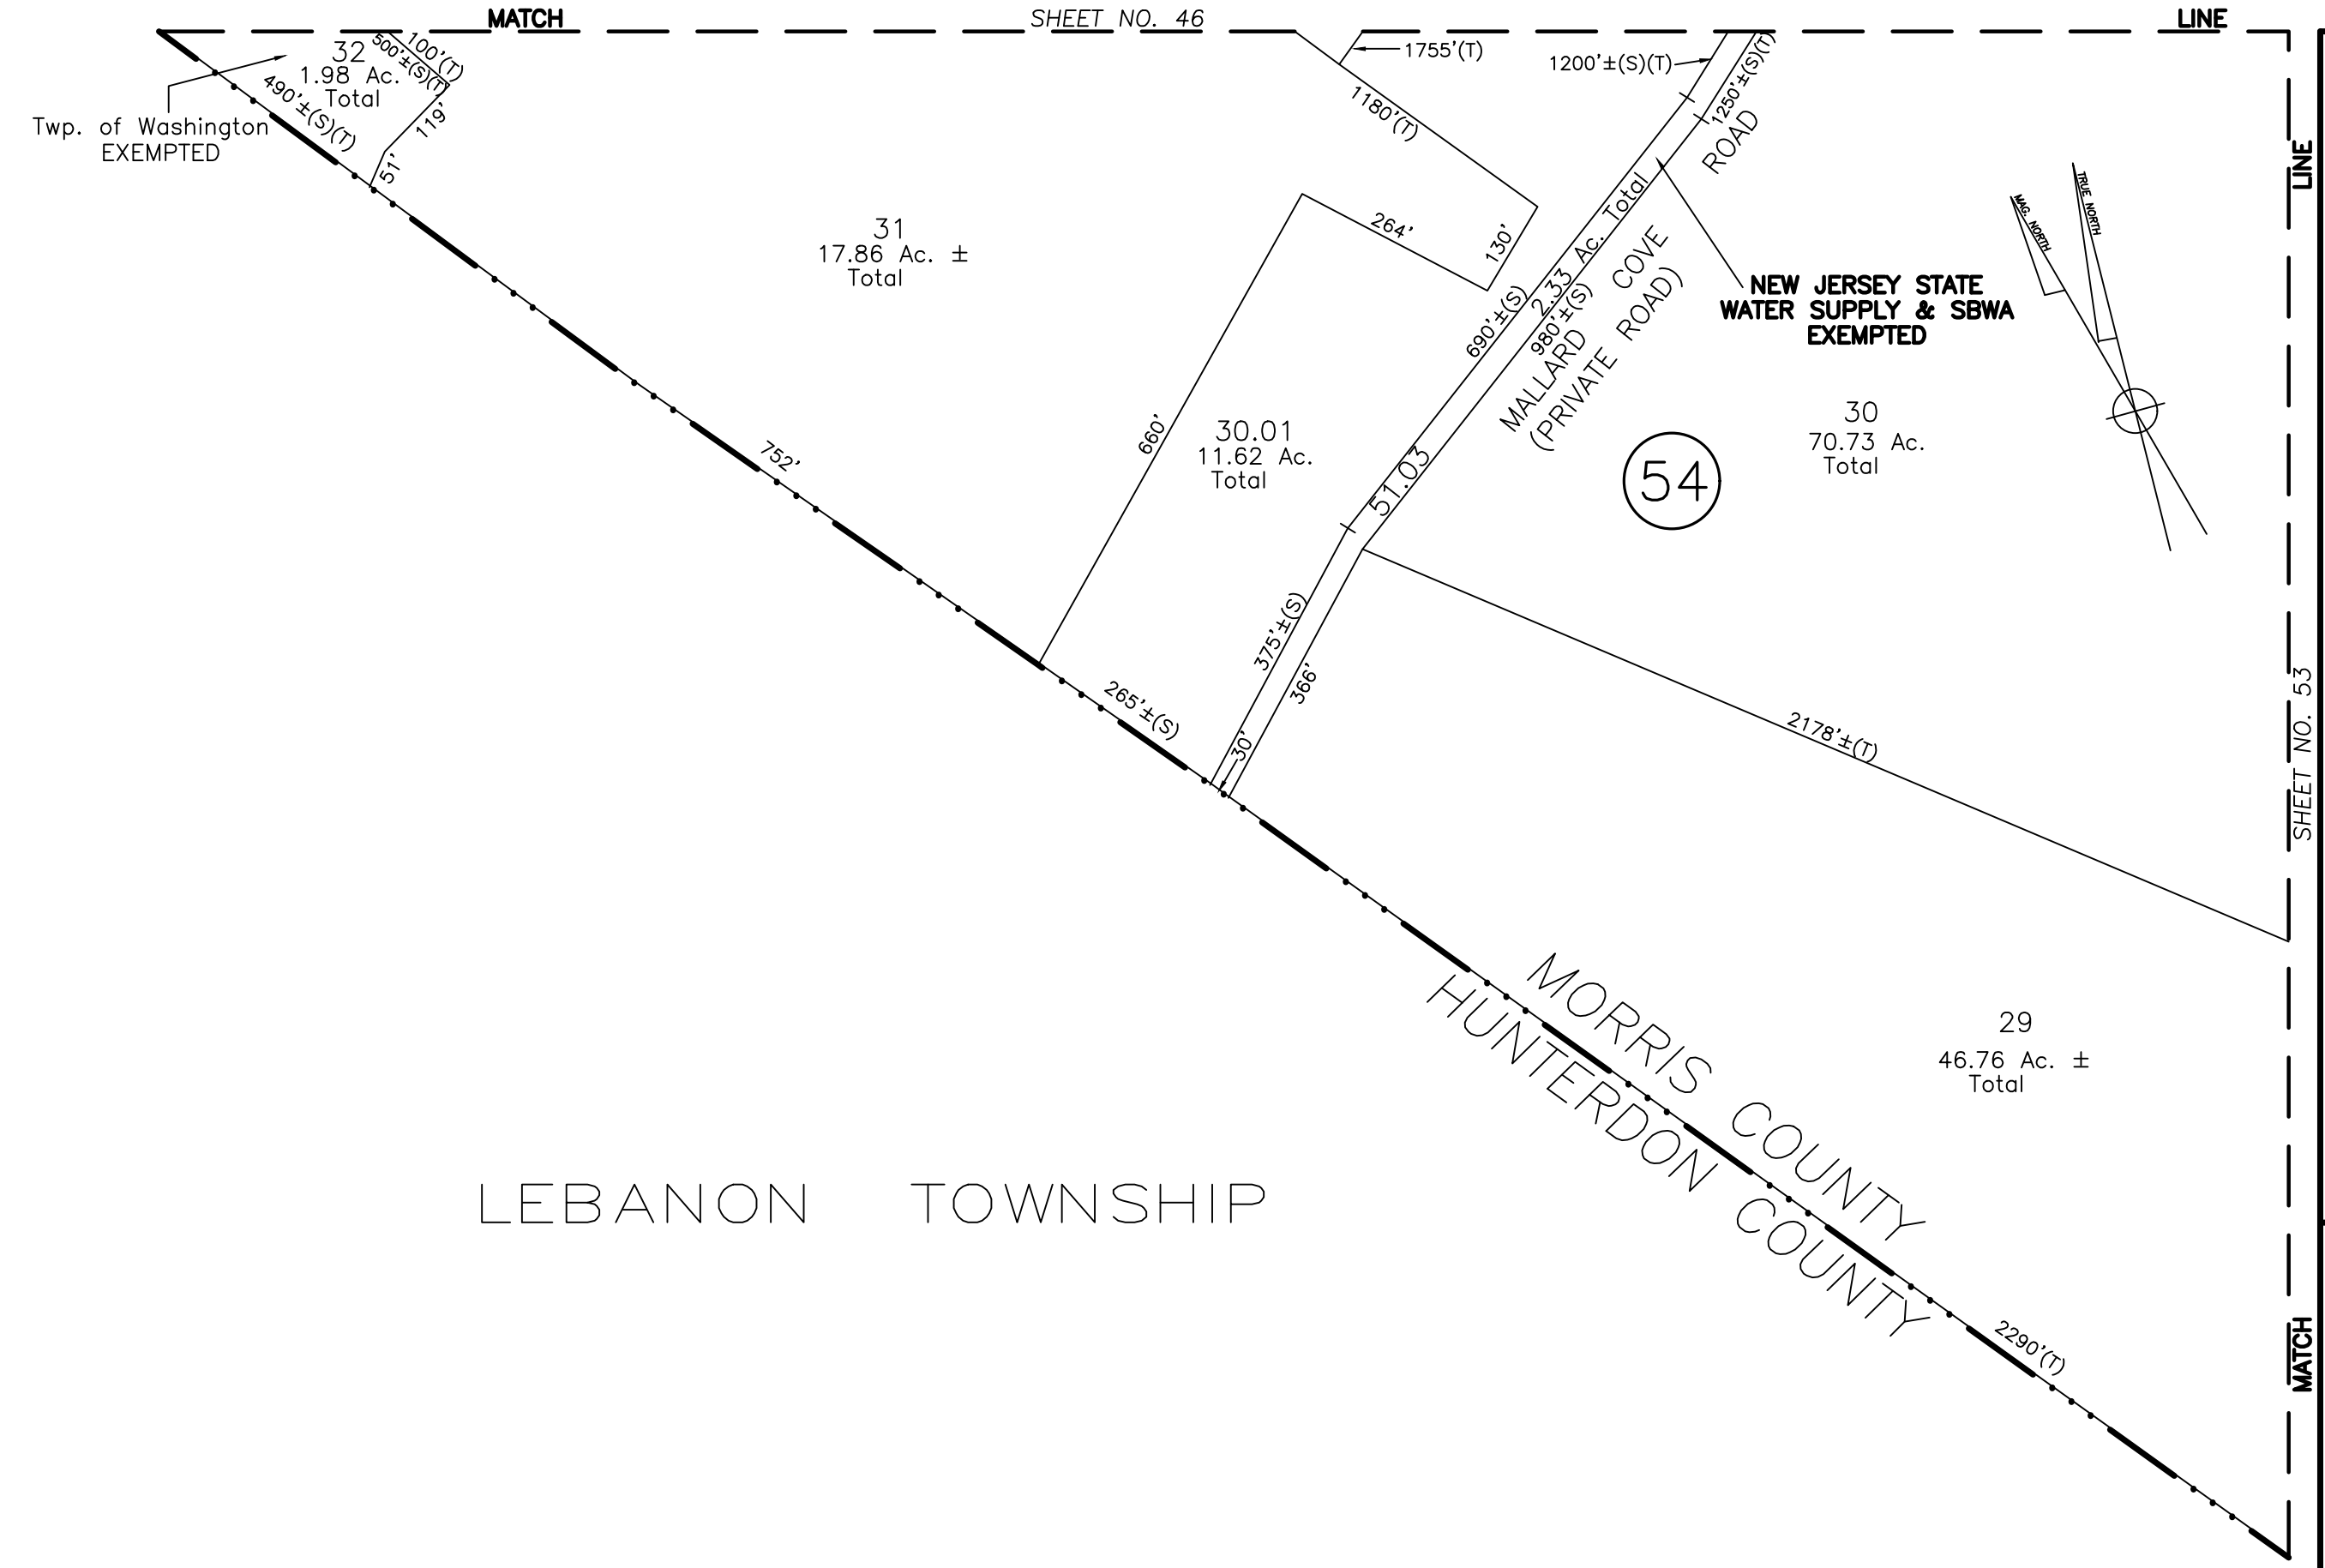 MATCH
SHEET NO. 46
LINE
32
1.98 Ac.
Total
100'(T)
500'±(S)(T)
490'±(S)(T)
119'
51'
Twp. of Washington
EXEMPTED
1755'(T)
1200'±(S)(T)
1250'±(S)(T)
1180'(T)
ROAD
LINE
31
17.86 Ac. ±
Total
264'
130'
MAG. NORTH
TRUE NORTH
2.33 Ac. Total
690'±(S)
980'±(S)
MALLARD COVE
(PRIVATE ROAD)
NEW JERSEY STATE
WATER SUPPLY & SBWA
EXEMPTED
660'
30.01
11.62 Ac.
Total
51.03
54
30
70.73 Ac.
Total
752'
375'±(S)
366'
265'±(S)
30'
2178'±(T)
SHEET NO. 53
MORRIS COUNTY
HUNTERDON COUNTY
29
46.76 Ac. ±
Total
LEBANON TOWNSHIP
2290'(T)
MATCH